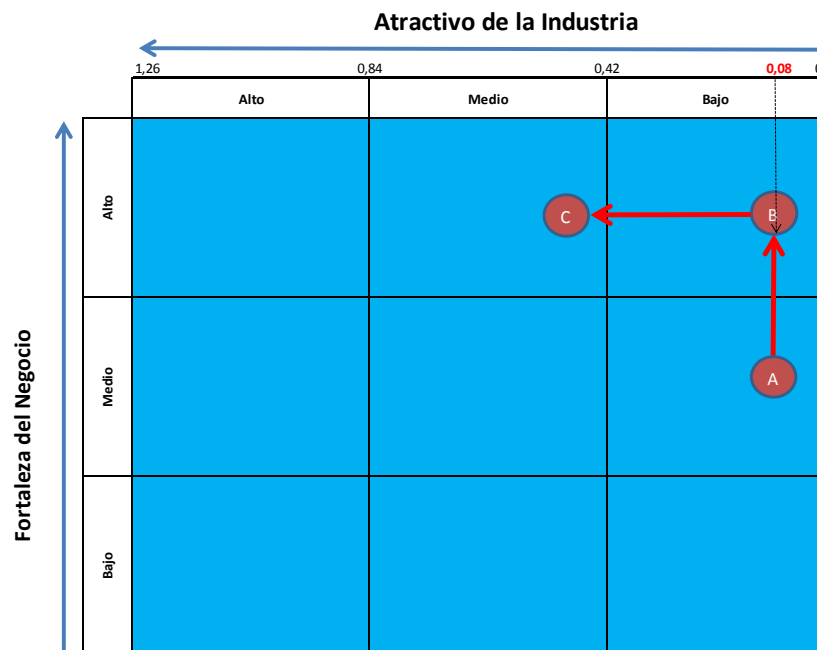 Atractivo de la Industria
1,26 0,84 0,42 0,08
Alto Medio Bajo
Alto
C B
Fortaleza del Negocio
Medio
A
Bajo